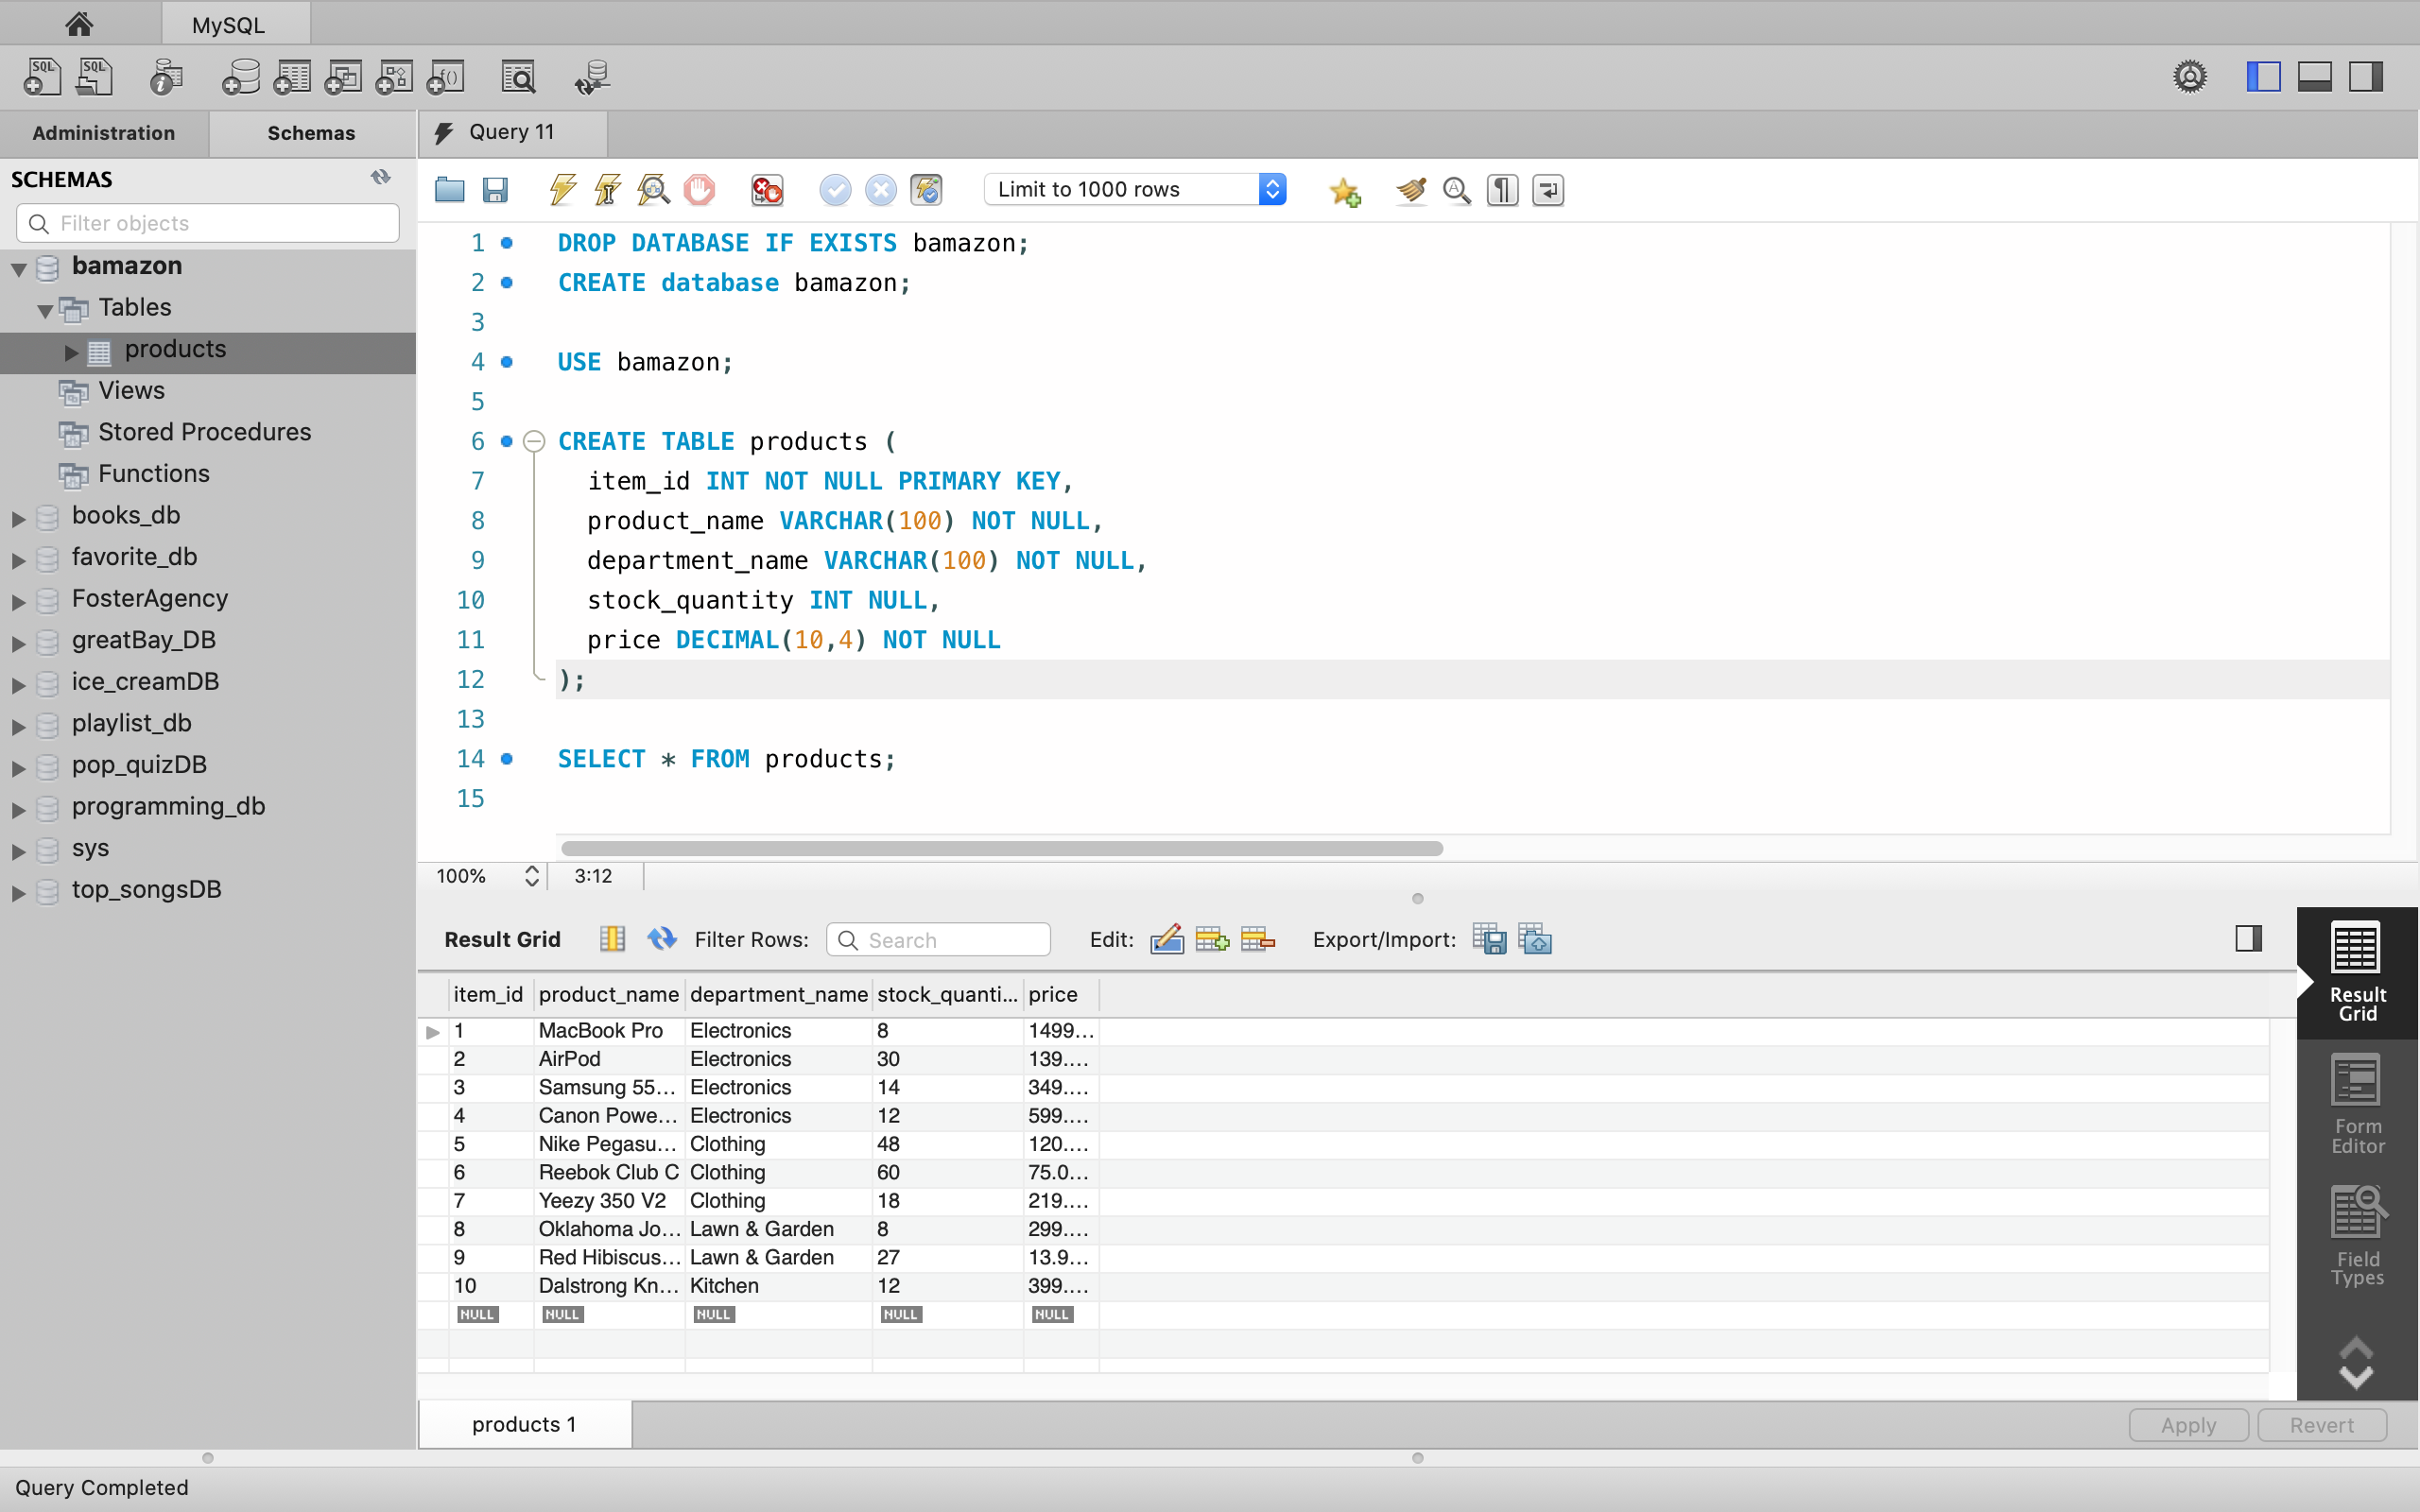 MySQL
Administration
Schemas
Query 11
SCHEMAS
Filter objects
bamazon
Tables
products
Views
Stored Procedures
Functions
books_db
favorite_db
FosterAgency
greatBay_DB
ice_creamDB
playlist_db
pop_quizDB
programming_db
sys
top_songsDB
Limit to 1000 rows
1 DROP DATABASE IF EXISTS bamazon;
2 CREATE database bamazon;
3
4 USE bamazon;
5
6 CREATE TABLE products (
7 item_id INT NOT NULL PRIMARY KEY,
8 product_name VARCHAR(100) NOT NULL,
9 department_name VARCHAR(100) NOT NULL,
10 stock_quantity INT NULL,
11 price DECIMAL(10,4) NOT NULL
12 );
13
14 SELECT * FROM products;
15
100% 3:12
Result Grid Filter Rows: Search Edit: Export/Import:
item_id product_name department_name stock_quanti... price
1 MacBook Pro Electronics 8 1499...
2 AirPod Electronics 30 139....
3 Samsung 55... Electronics 14 349....
4 Canon Powe... Electronics 12 599....
5 Nike Pegasu... Clothing 48 120....
6 Reebok Club C Clothing 60 75.0...
7 Yeezy 350 V2 Clothing 18 219....
8 Oklahoma Jo... Lawn & Garden 8 299....
9 Red Hibiscus... Lawn & Garden 27 13.9...
10 Dalstrong Kn... Kitchen 12 399....
NULL NULL NULL NULL NULL
Result
Grid
Form
Editor
Field
Types
products 1
Apply
Revert
Query Completed